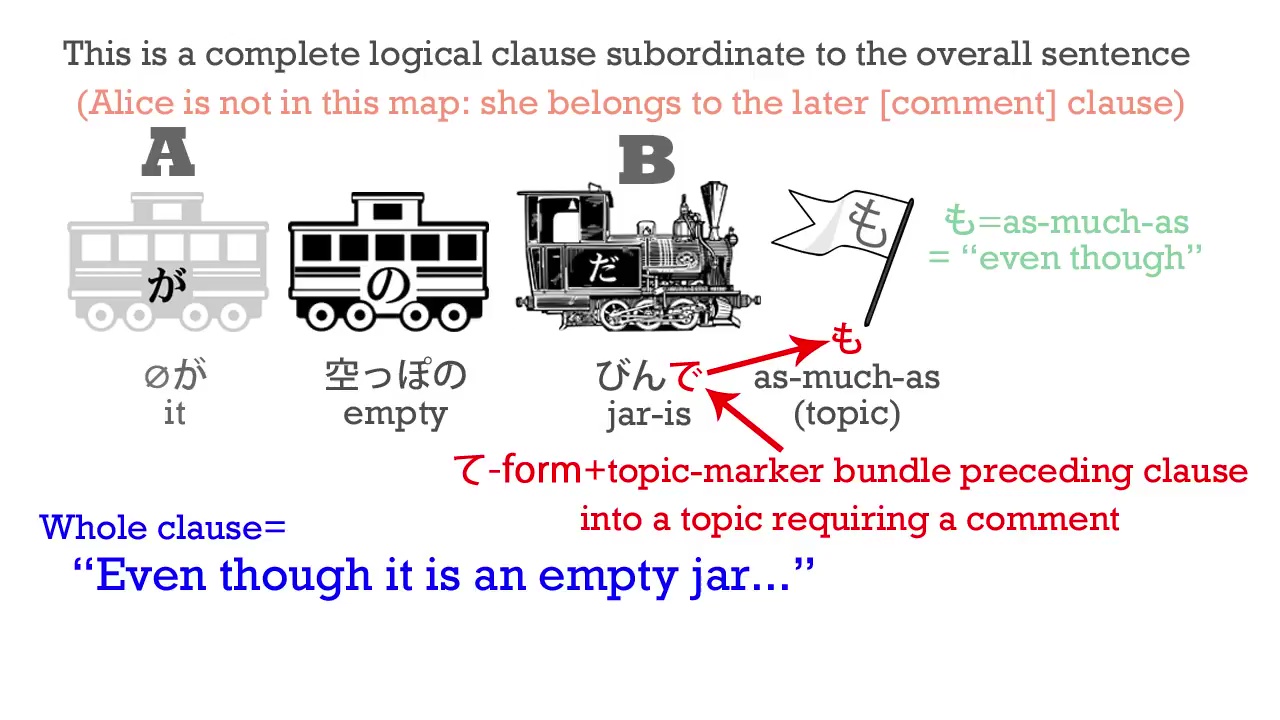 This is a complete logical clause subordinate to the overall sentence
(Alice is not in this map: she belongs to the later [comment] clause)
A
B
が
の
だ
も
も=as-much-as
= “even though”
∅が
空っぽの
びんで
も
it
empty
jar-is
as-much-as
(topic)
て-form+topic-marker bundle preceding clause
into a topic requiring a comment
Whole clause=
“Even though it is an empty jar...”